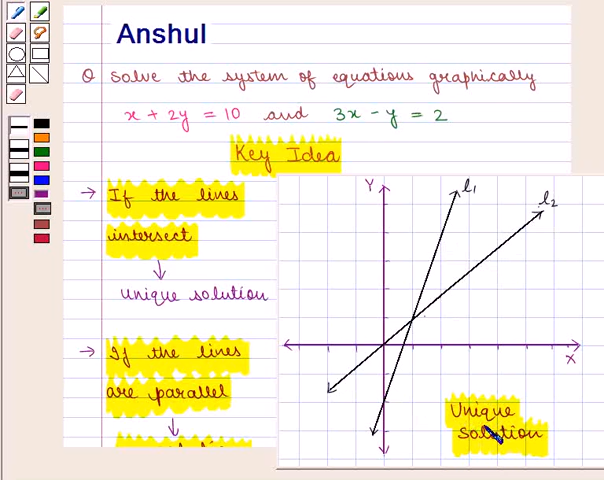 Anshul
Q Solve the system of equations graphically
x + 2y = 10 and 3x - y = 2
Key Idea
→ If the lines
intersect
↓
Unique solution
→ If the lines
are parallel
↓
Y
l₁
l₂
X
Unique
Solution